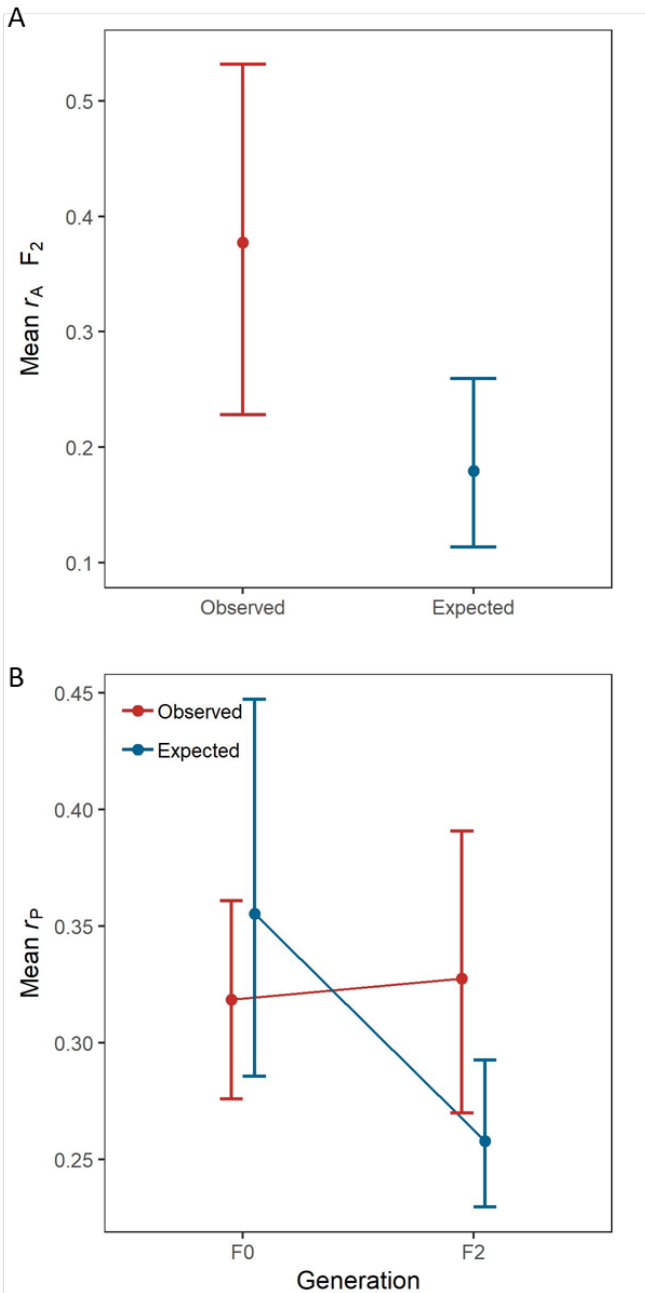 A
0.5
0.4
0.3
0.2
0.1
Mean rA F2
Observed Expected
B
0.45
0.40
0.35
0.30
0.25
Mean rP
Observed
Expected
F0 F2
Generation